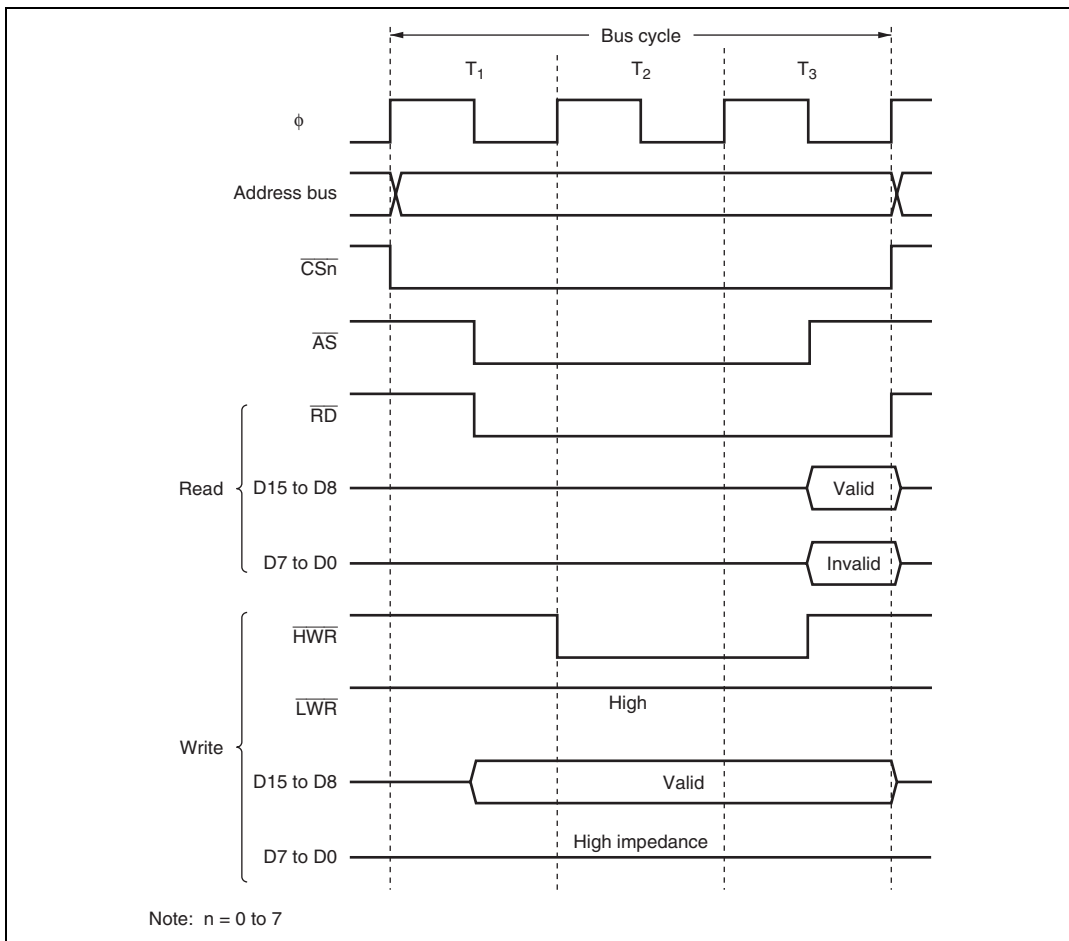 Bus cycle
T1 T2 T3
ϕ
Address bus
CSn
AS
RD
Read
D15 to D8
Valid
D7 to D0
Invalid
HWR
LWR
High
Write
D15 to D8
Valid
High impedance
D7 to D0
Note: n = 0 to 7